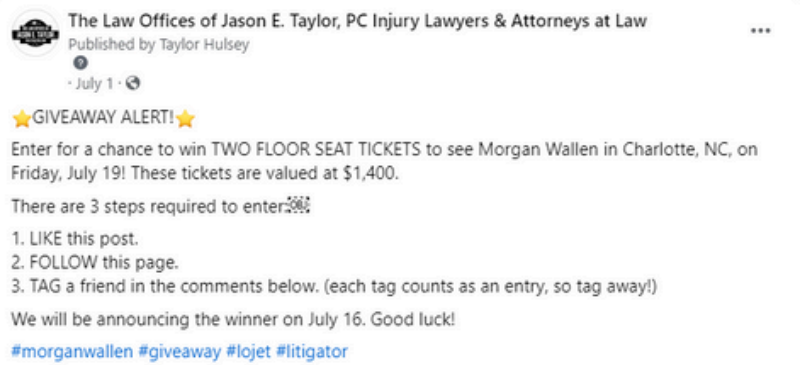 The Law Offices of Jason E. Taylor, PC Injury Lawyers & Attorneys at Law
Published by Taylor Hulsey
· July 1 ·
⭐GIVEAWAY ALERT!⭐
Enter for a chance to win TWO FLOOR SEAT TICKETS to see Morgan Wallen in Charlotte, NC, on
Friday, July 19! These tickets are valued at $1,400.
There are 3 steps required to enter:￼
1. LIKE this post.
2. FOLLOW this page.
3. TAG a friend in the comments below. (each tag counts as an entry, so tag away!)
We will be announcing the winner on July 16. Good luck!
#morganwallen #giveaway #lojet #litigator